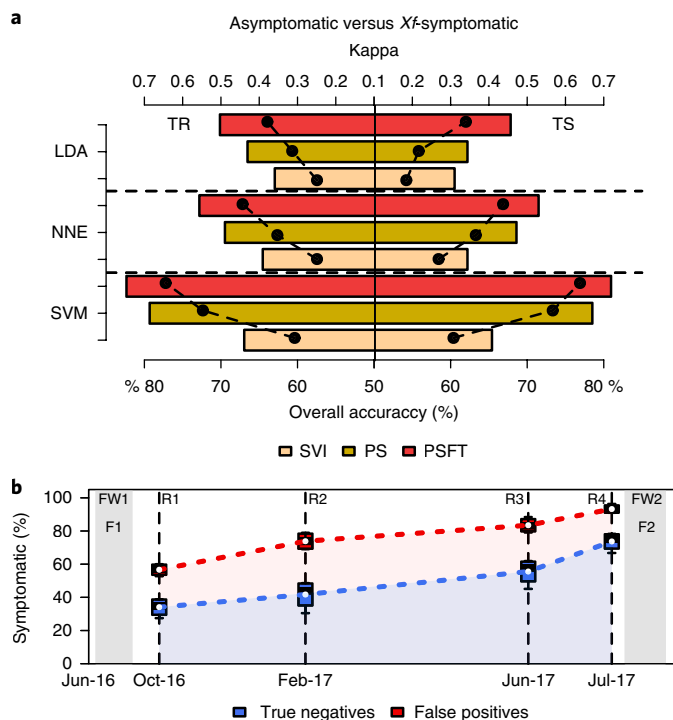 a
Asymptomatic versus Xf-symptomatic
Kappa
0.7 0.6 0.5 0.4 0.3 0.2 0.1 0.2 0.3 0.4 0.5 0.6 0.7
TR TS
LDA
NNE
SVM
% 80 70 60 50 60 70 80 %
Overall accuraccy (%)
SVI PS PSFT
b
100
80
60
40
20
0
Symptomatic (%)
FW1 R1 R2 R3 R4 FW2
F1 F2
Jun-16 Oct-16 Feb-17 Jun-17 Jul-17
True negatives False positives